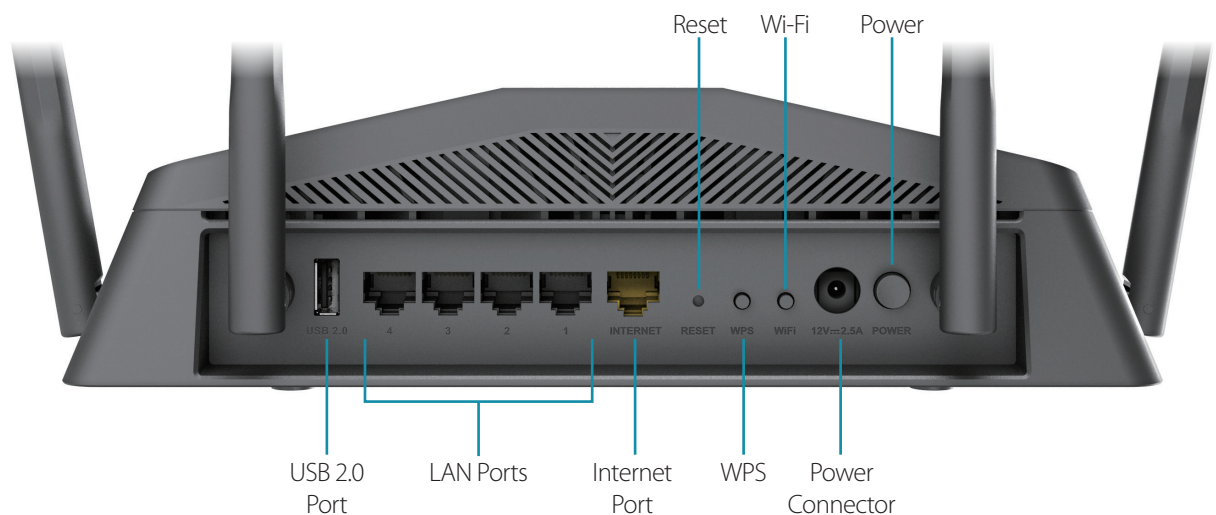 Reset Wi-Fi Power
USB 2.0 4 3 2 1 INTERNET RESET WPS WiFi 12V⎓2.5A POWER
USB 2.0 LAN Ports Internet WPS Power
Port Port Connector